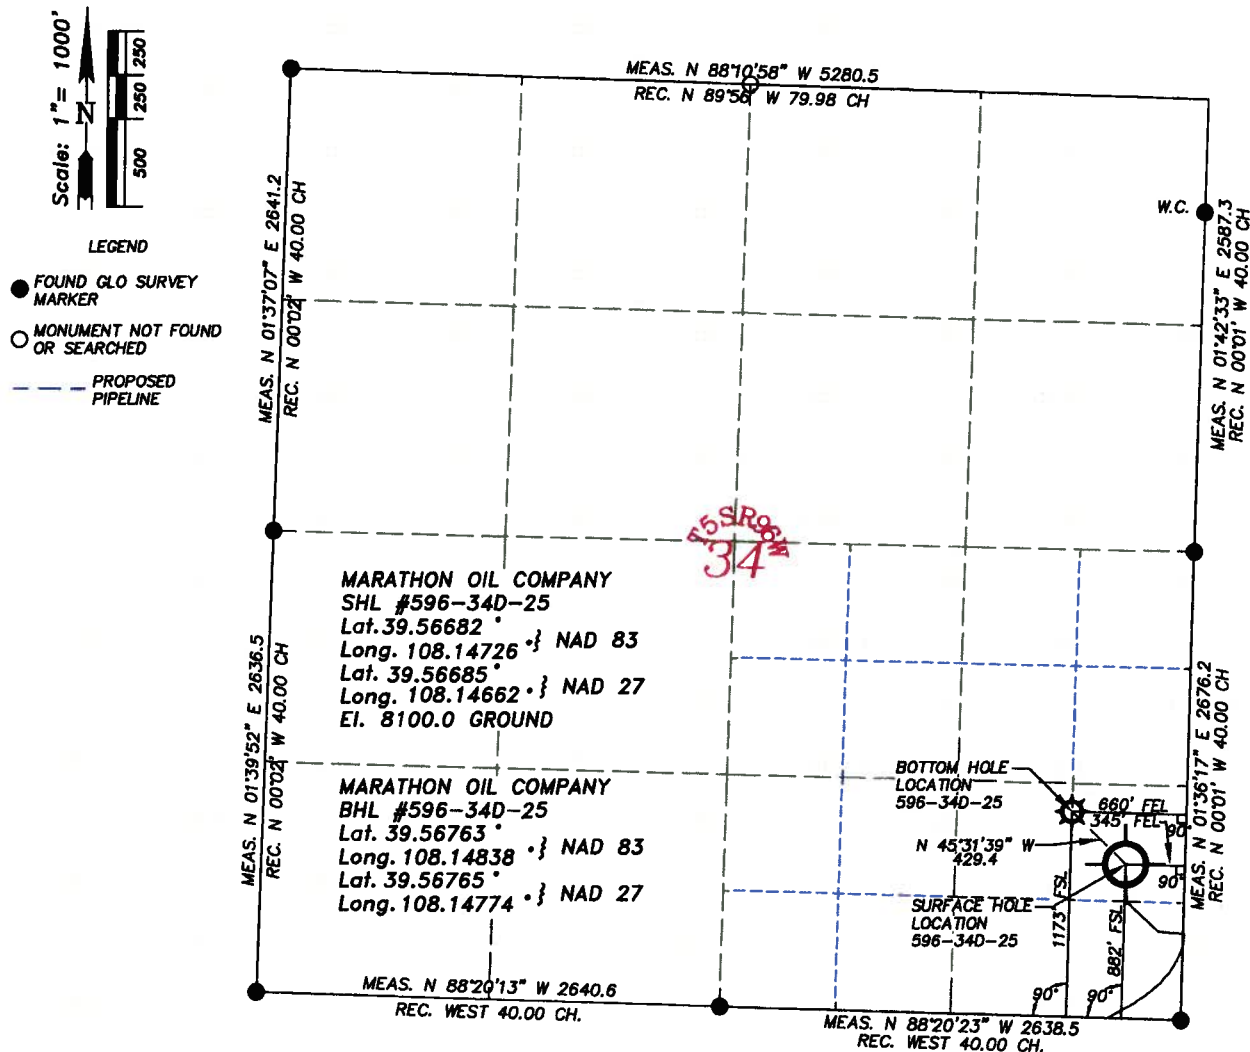 Scale: 1"= 1000'
N
500
250
250
LEGEND
FOUND GLO SURVEY
MARKER
MONUMENT NOT FOUND
OR SEARCHED
PROPOSED
PIPELINE
MEAS. N 88°10'58" W 5280.5
REC. N 89°56' W 79.98 CH
MEAS. N 01°37'07" E 2641.2
REC. N 00°02' W 40.00 CH
W.C.
MEAS. N 01°42'33" E 2587.3
REC. N 00°01' W 40.00 CH
T5S R96W
34
MARATHON OIL COMPANY
SHL #596-34D-25
Lat. 39.56682 °
Long. 108.14726 ° } NAD 83
Lat. 39.56685 °
Long. 108.14662 ° } NAD 27
El. 8100.0 GROUND
MARATHON OIL COMPANY
BHL #596-34D-25
Lat. 39.56763 °
Long. 108.14838 ° } NAD 83
Lat. 39.56765 °
Long. 108.14774 ° } NAD 27
MEAS. N 01°39'52" E 2636.5
REC. N 00°02' W 40.00 CH
MEAS. N 01°36'17" E 2676.2
REC. N 00°01' W 40.00 CH
BOTTOM HOLE
LOCATION
596-34D-25
660' FEL
345' FEL
90°
N 45°31'39" W
429.4
90°
SURFACE HOLE
LOCATION
596-34D-25
1173' FSL
882' FSL
90°
90°
MEAS. N 88°20'13" W 2640.6
REC. WEST 40.00 CH.
MEAS. N 88°20'23" W 2638.5
REC. WEST 40.00 CH.